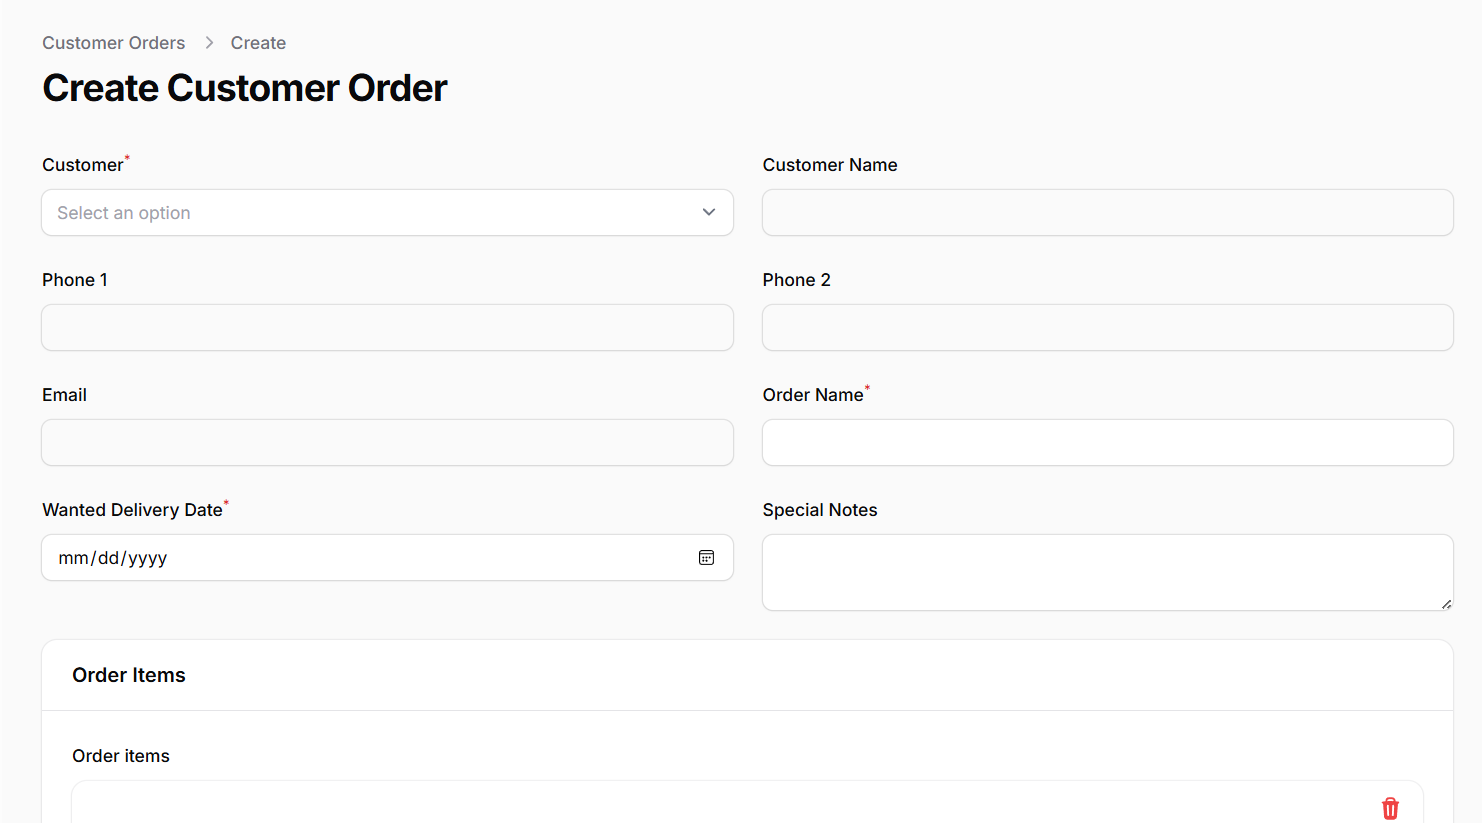 Customer Orders > Create
Create Customer Order
Customer*
Customer Name
Select an option
Phone 1
Phone 2
Email
Order Name*
Wanted Delivery Date*
Special Notes
mm/dd/yyyy
Order Items
Order items